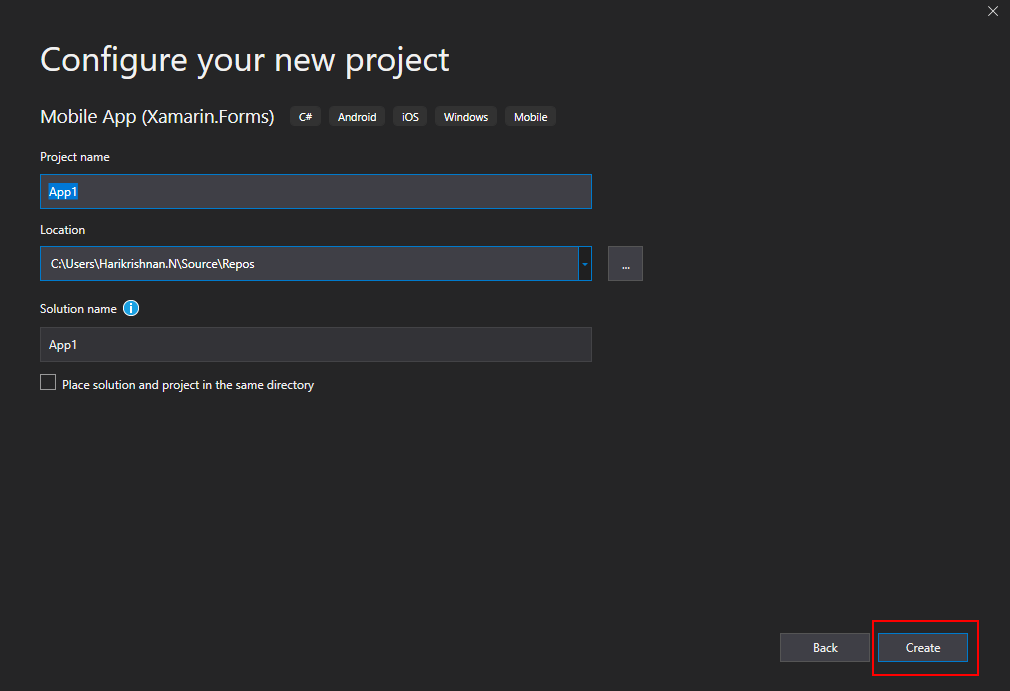 Configure your new project
Mobile App (Xamarin.Forms) C# Android iOS Windows Mobile
Project name
App1
Location
C:\Users\Harikrishnan.N\Source\Repos
...
Solution name i
App1
Place solution and project in the same directory
Back Create